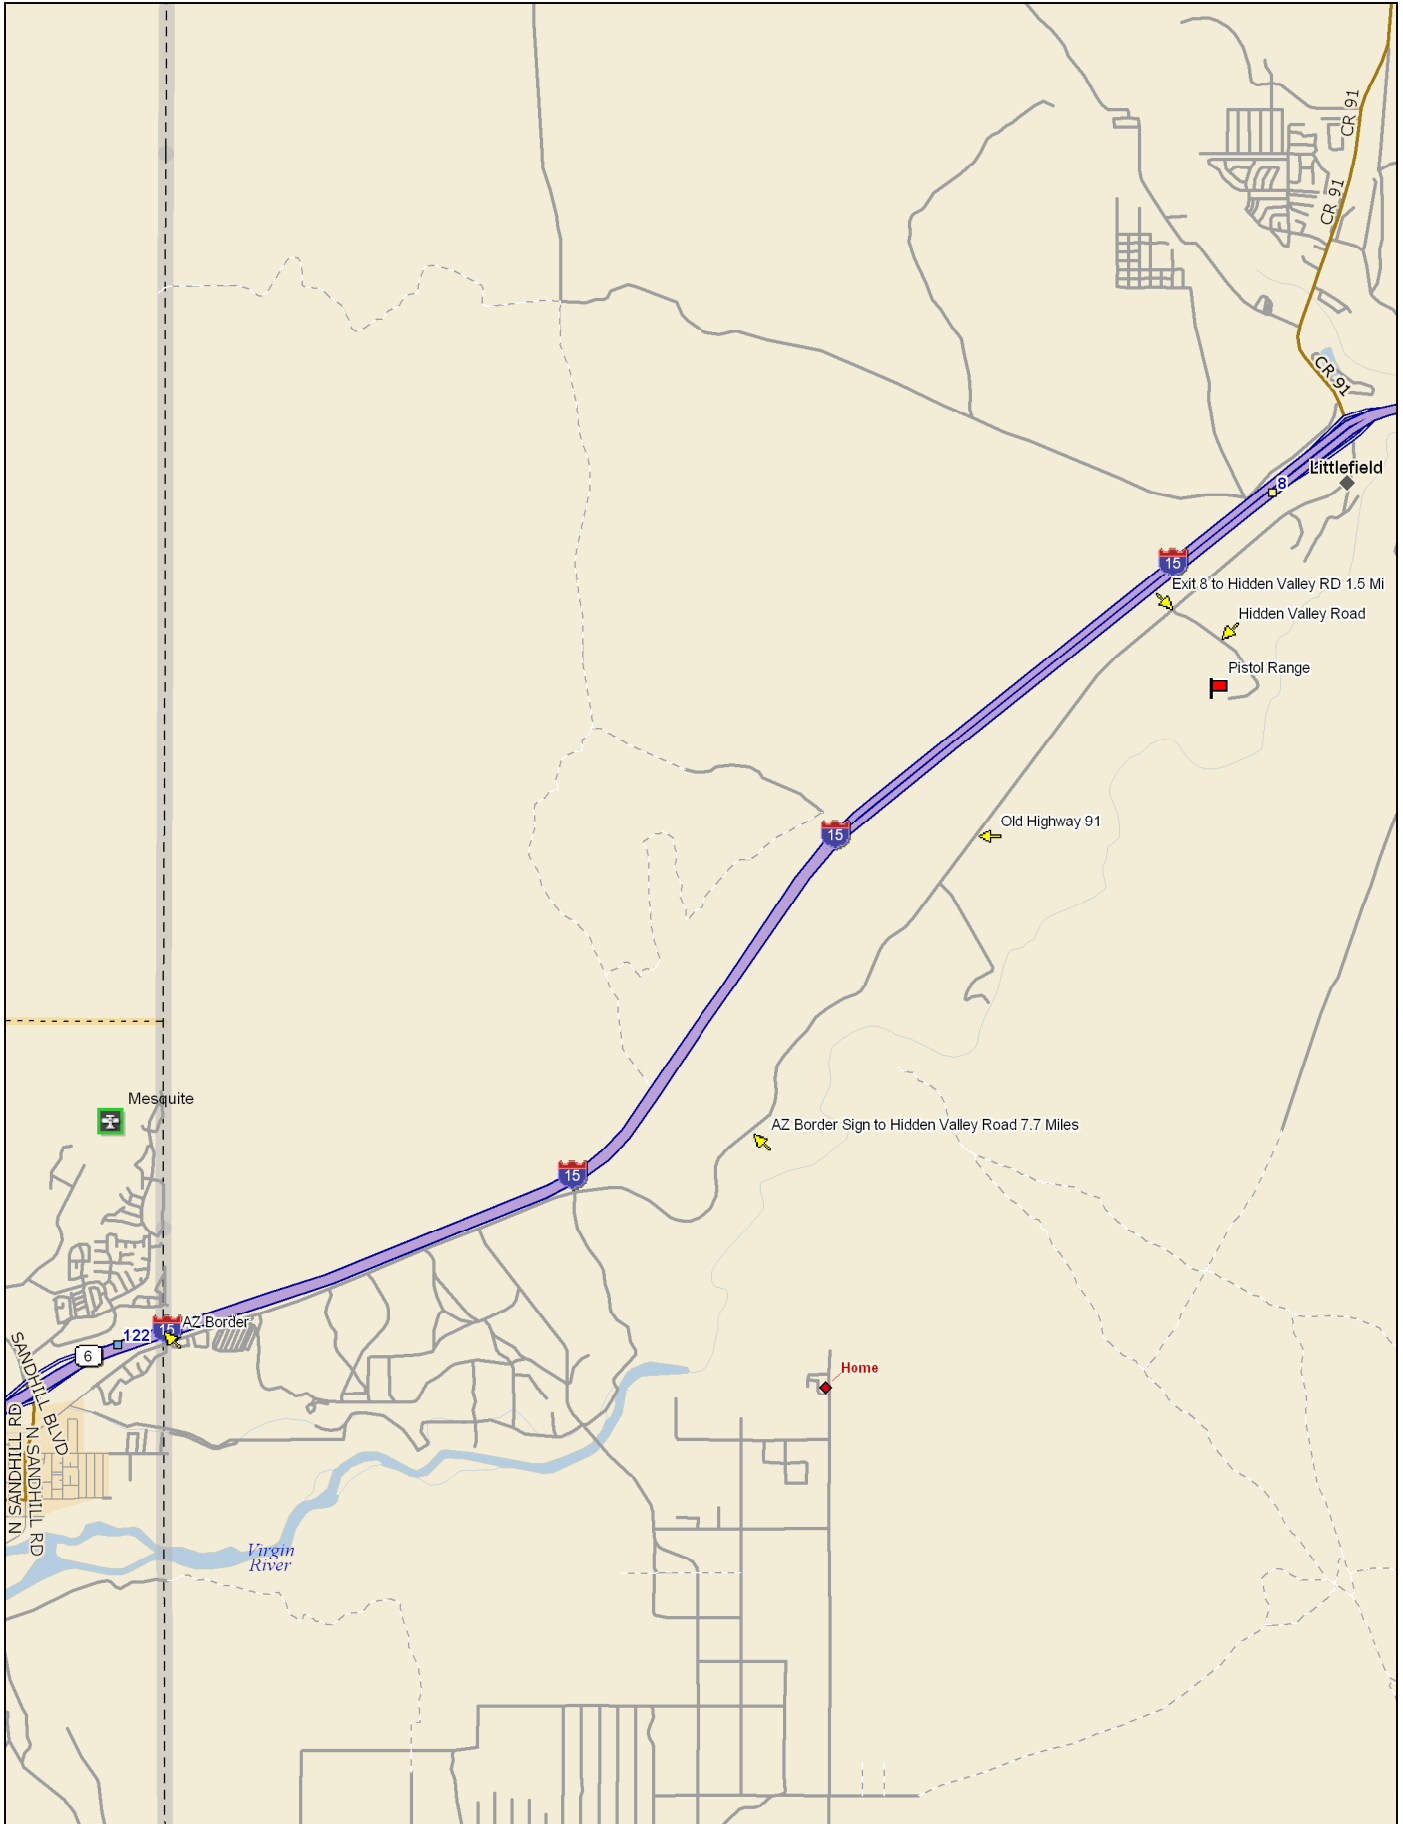 CR 91
CR 91
CR 91
Littlefield
8
15
Exit 8 to Hidden Valley RD 1.5 Mi
Hidden Valley Road
Pistol Range
15
Old Highway 91
Mesquite
AZ Border Sign to Hidden Valley Road 7.7 Miles
15
15
AZ Border
122
6
Home
SANDHILL BLVD
N SANDHILL RD
N SANDHILL RD
Virgin
River